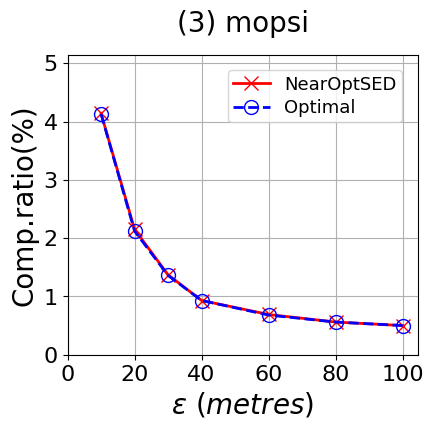 (3) mopsi
NearOptSED
Optimal
Comp.ratio(%)
5
4
3
2
1
0
0 20 40 60 80 100
ε (metres)